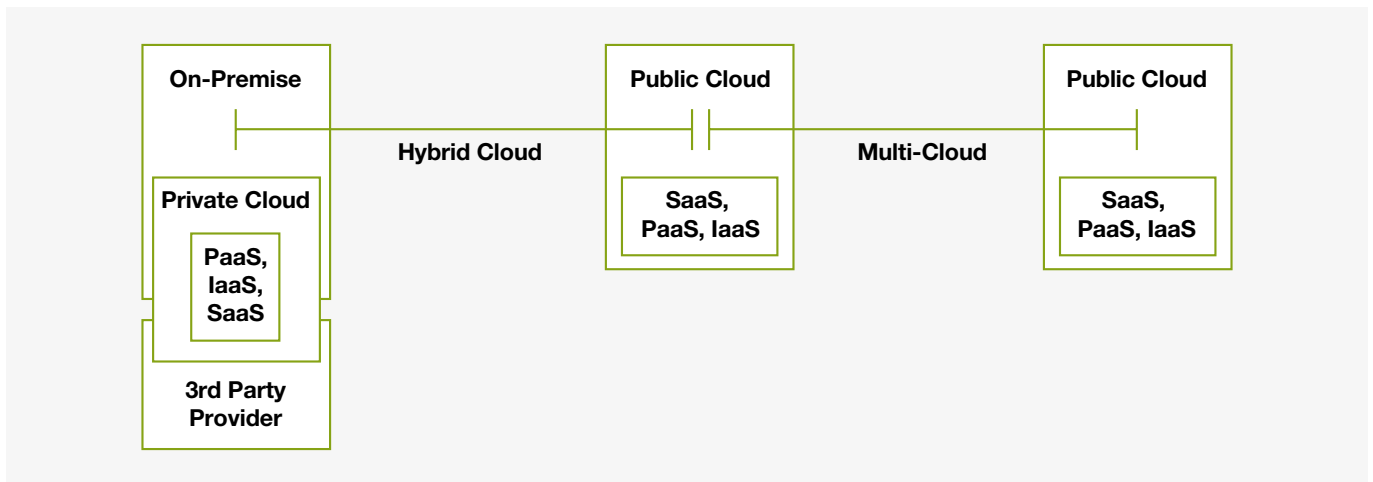 On-Premise
Public Cloud
Public Cloud
Hybrid Cloud
Multi-Cloud
Private Cloud
PaaS,
IaaS,
SaaS
SaaS,
PaaS, IaaS
SaaS,
PaaS, IaaS
3rd Party
Provider